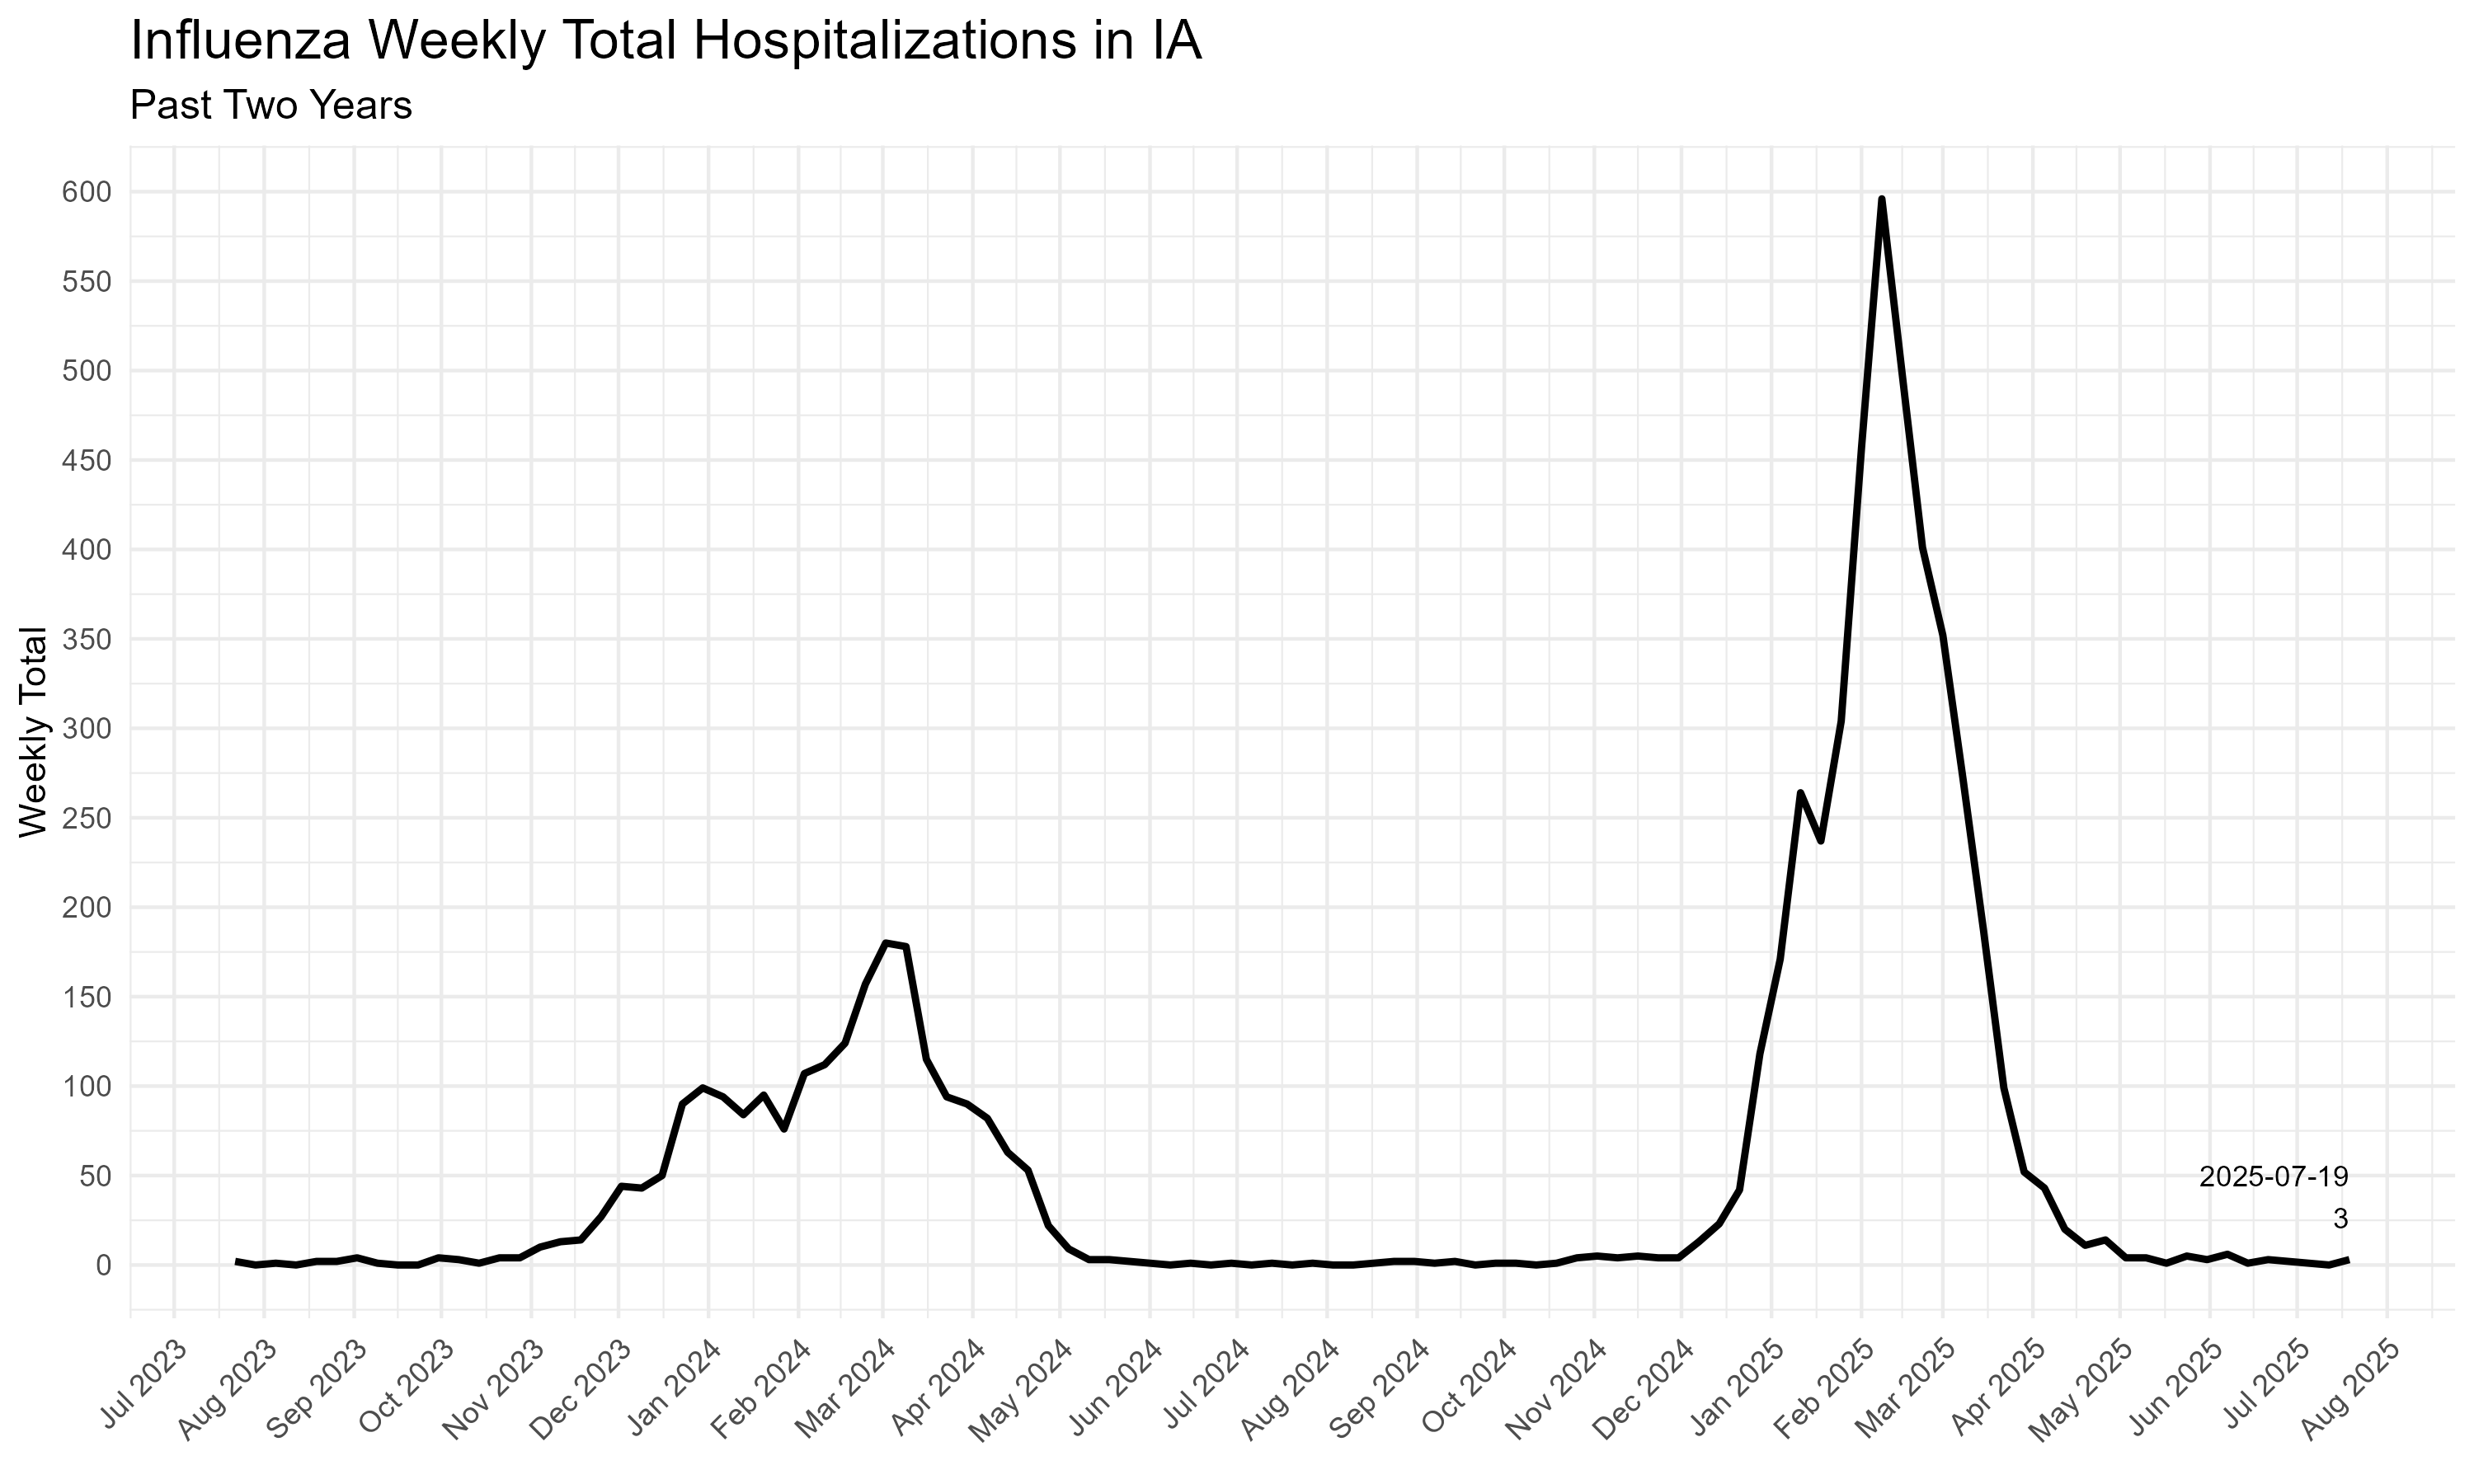 Influenza Weekly Total Hospitalizations in IA
Past Two Years
Weekly Total
600
550
500
450
400
350
300
250
200
150
100
50
0
2025-07-19
3
Jul 2023
Aug 2023
Sep 2023
Oct 2023
Nov 2023
Dec 2023
Jan 2024
Feb 2024
Mar 2024
Apr 2024
May 2024
Jun 2024
Jul 2024
Aug 2024
Sep 2024
Oct 2024
Nov 2024
Dec 2024
Jan 2025
Feb 2025
Mar 2025
Apr 2025
May 2025
Jun 2025
Jul 2025
Aug 2025